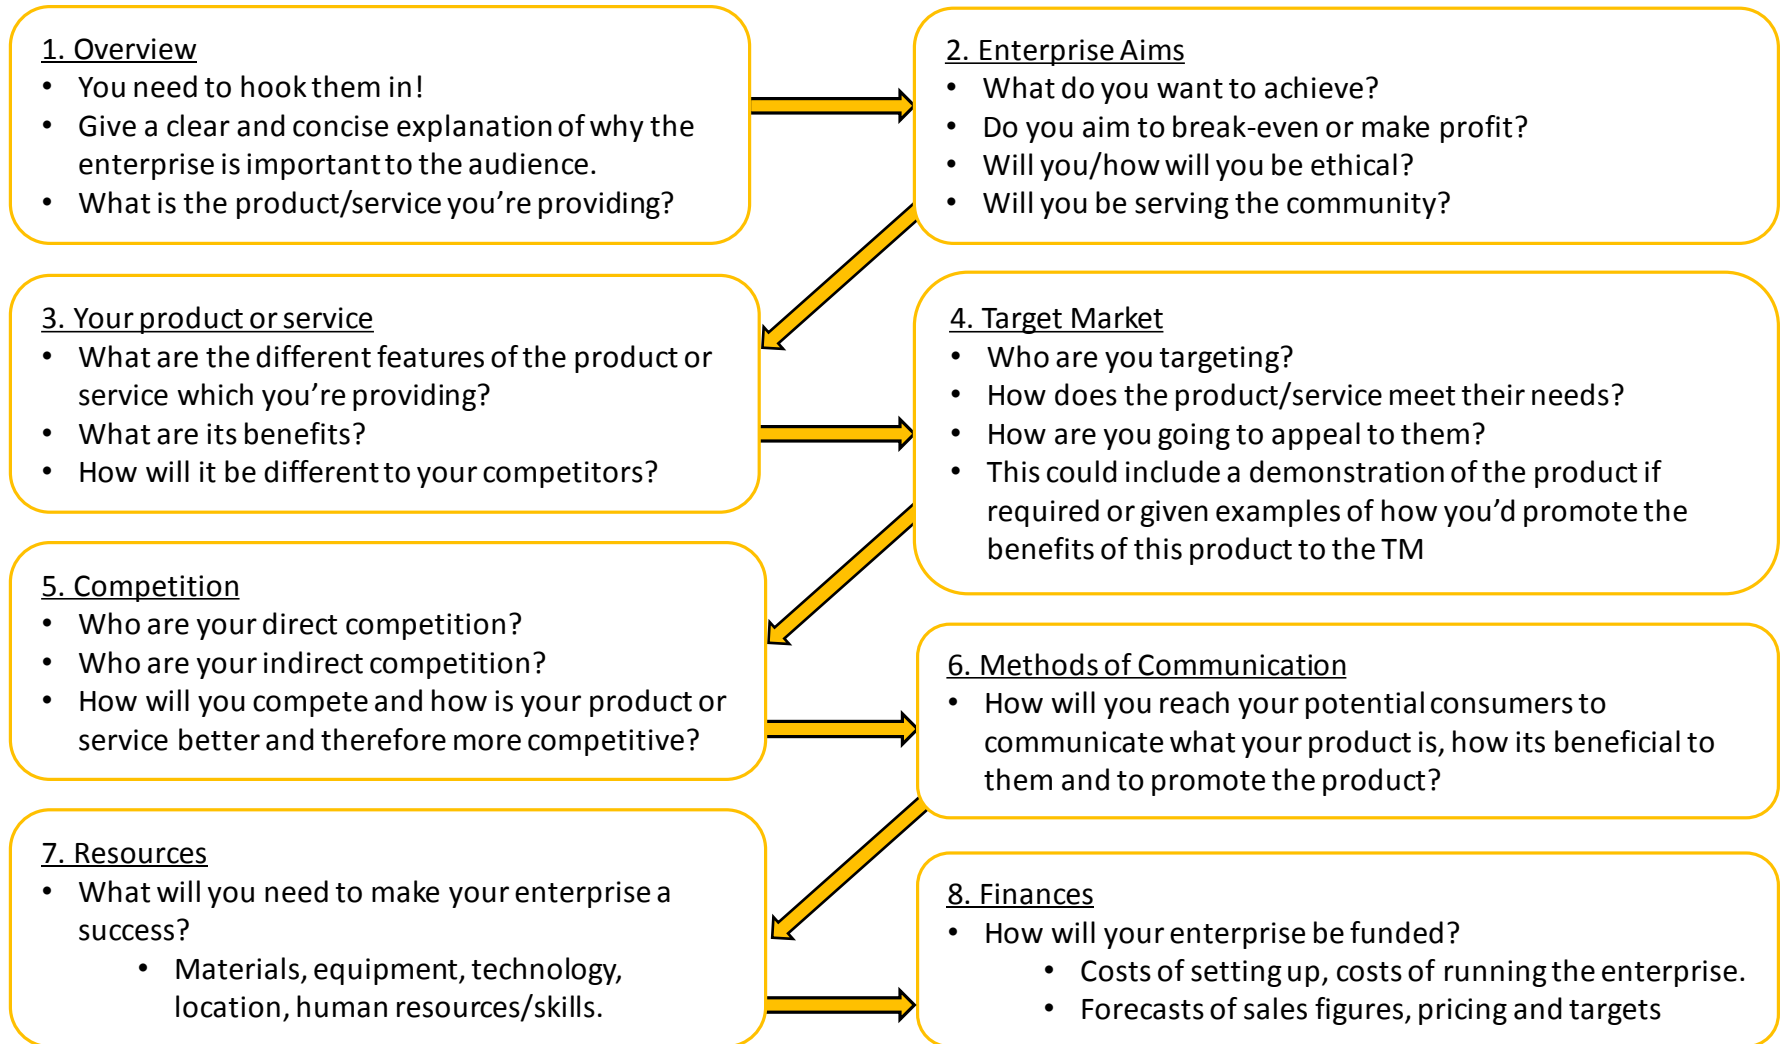 1. Overview
• You need to hook them in!
• Give a clear and concise explanation of why the
enterprise is important to the audience.
• What is the product/service you’re providing?
2. Enterprise Aims
• What do you want to achieve?
• Do you aim to break-even or make profit?
• Will you/how will you be ethical?
• Will you be serving the community?
3. Your product or service
• What are the different features of the product or
service which you’re providing?
• What are its benefits?
• How will it be different to your competitors?
4. Target Market
• Who are you targeting?
• How does the product/service meet their needs?
• How are you going to appeal to them?
• This could include a demonstration of the product if
required or given examples of how you’d promote the
benefits of this product to the TM
5. Competition
• Who are your direct competition?
• Who are your indirect competition?
• How will you compete and how is your product or
service better and therefore more competitive?
6. Methods of Communication
• How will you reach your potential consumers to
communicate what your product is, how its beneficial to
them and to promote the product?
7. Resources
• What will you need to make your enterprise a
success?
• Materials, equipment, technology,
location, human resources/skills.
8. Finances
• How will your enterprise be funded?
• Costs of setting up, costs of running the enterprise.
• Forecasts of sales figures, pricing and targets